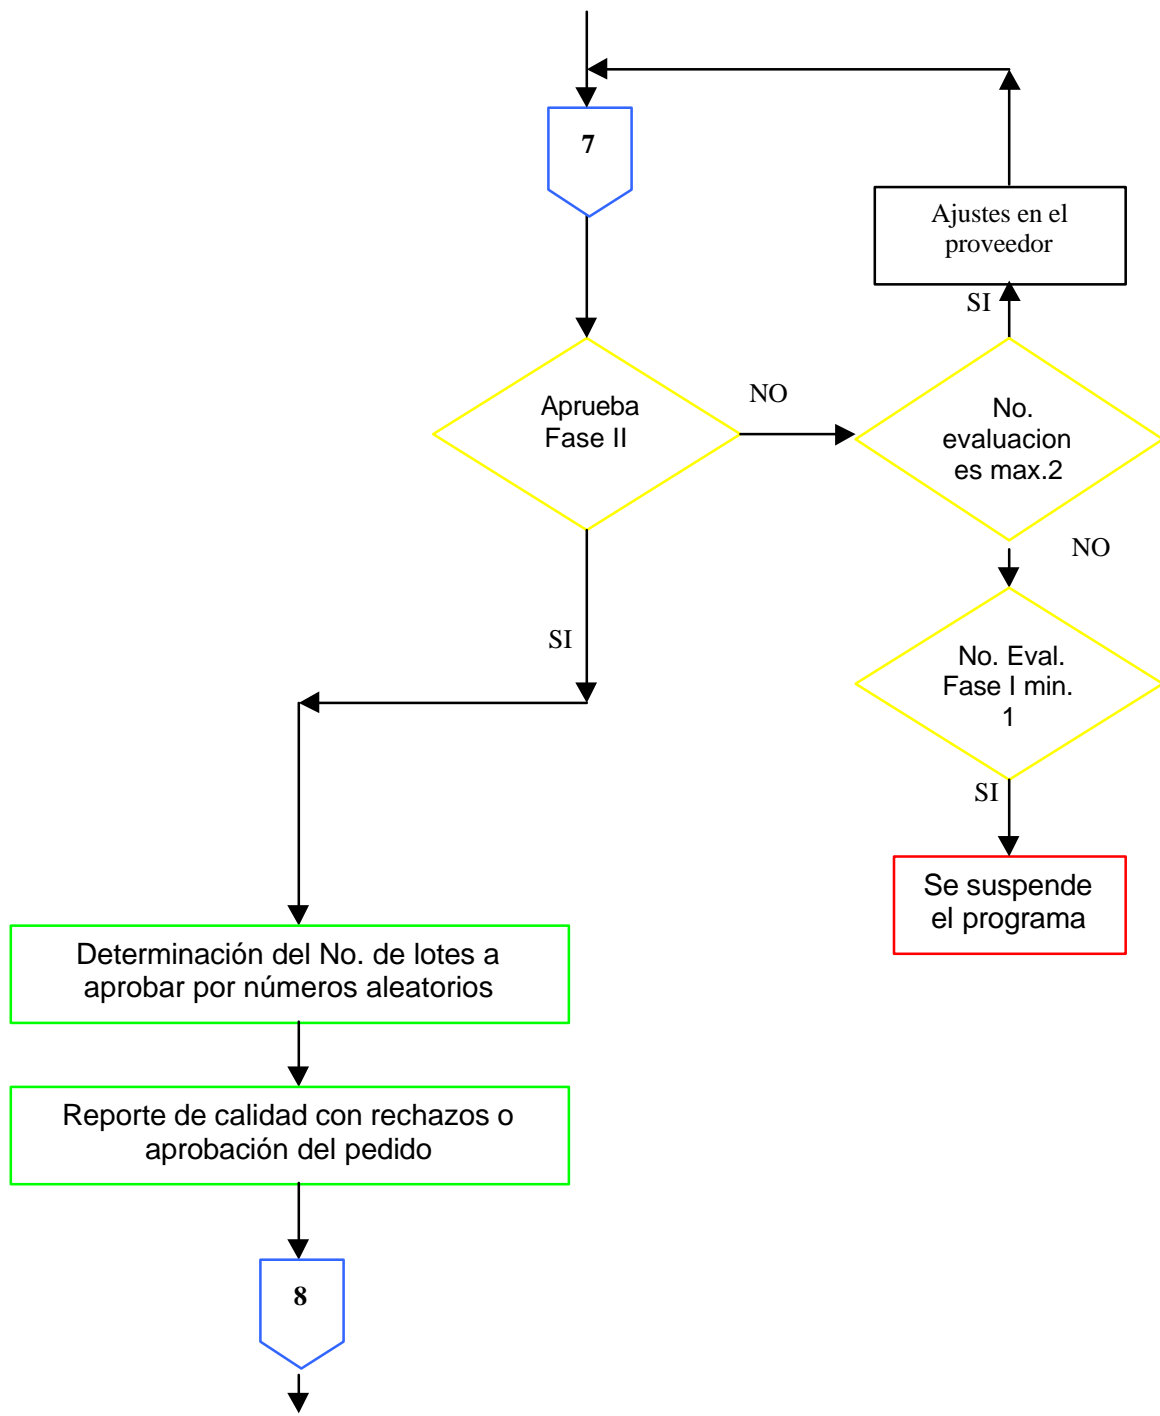 7
Ajustes en el
proveedor
SI
Aprueba
Fase II
NO
No.
evaluacion
es max.2
NO
SI
No. Eval.
Fase I min.
1
SI
Se suspende
el programa
Determinación del No. de lotes a
aprobar por números aleatorios
Reporte de calidad con rechazos o
aprobación del pedido
8